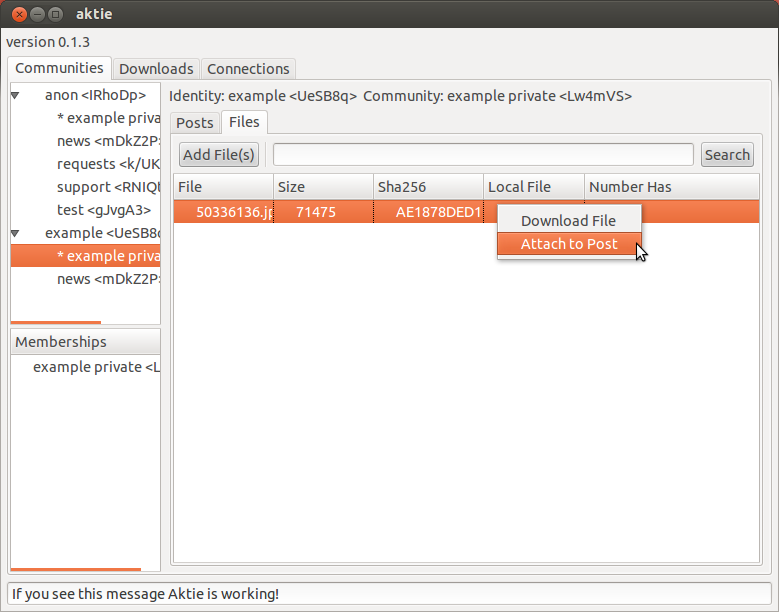 aktie
version 0.1.3
Communities Downloads Connections
anon <IRhoDp>
* example priva
news <mDkZ2P>
requests <k/UK
support <RNIQ
test <gJvgA3>
example <UeSB8
* example priva
news <mDkZ2P>
Memberships
example private <L
Identity: example <UeSB8q> Community: example private <Lw4mVS>
Posts Files
Add File(s) Search
File Size Sha256 Local File Number Has
50336136.jp 71475 AE1878DED1
Download File
Attach to Post
If you see this message Aktie is working!